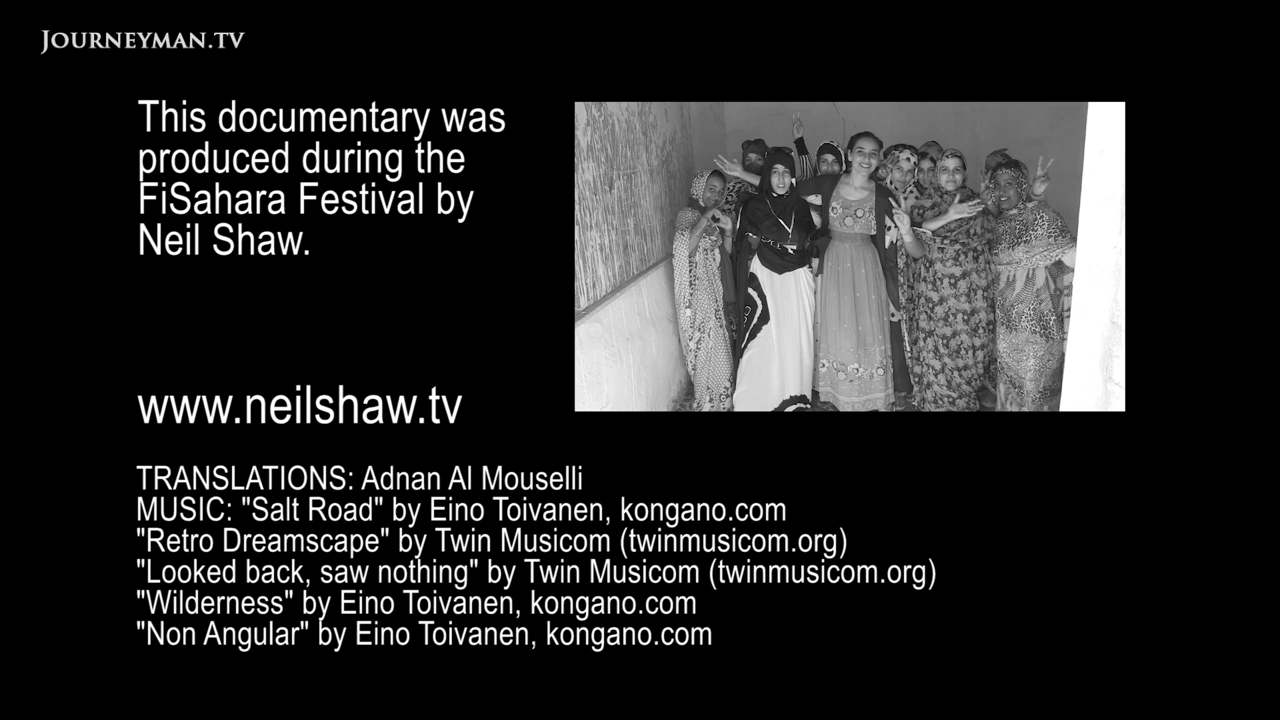 JOURNEYMAN.TV
This documentary was
produced during the
FiSahara Festival by
Neil Shaw.
www.neilshaw.tv
TRANSLATIONS: Adnan Al Mouselli
MUSIC: "Salt Road" by Eino Toivanen, kongano.com
"Retro Dreamscape" by Twin Musicom (twinmusicom.org)
"Looked back, saw nothing" by Twin Musicom (twinmusicom.org)
"Wilderness" by Eino Toivanen, kongano.com
"Non Angular" by Eino Toivanen, kongano.com